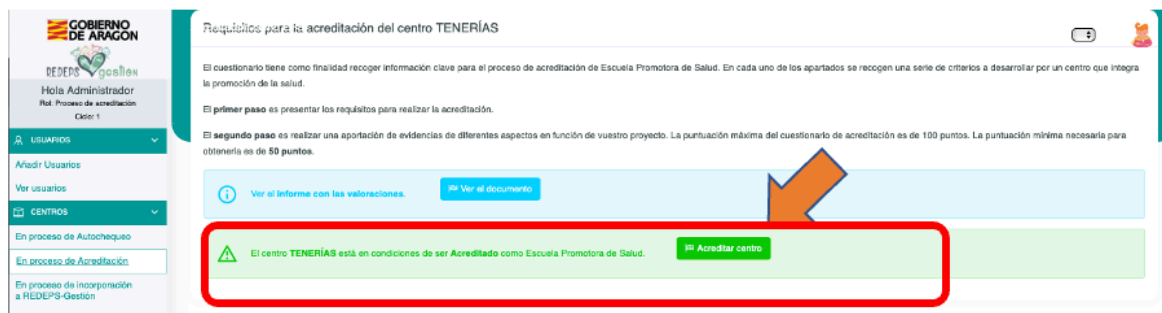 GOBIERNO
DE ARAGON
REDEPS gestión
Hola Administrador
Rol: Proceso de acreditación
Ciclo: 1
USUARIOS
Añadir Usuarios
Ver usuarios
CENTROS
En proceso de Autochequeo
En proceso de Acreditación
En proceso de incorporación
a REDEPS-Gestión
Requisitos para la acreditación del centro TENERÍAS
El cuestionario tiene como finalidad recoger información clave para el proceso de acreditación de Escuela Promotora de Salud. En cada uno de los apartados se recogen una serie de criterios a desarrollar por un centro que integra
la promoción de la salud.
El primer paso es presentar los requisitos para realizar la acreditación.
El segundo paso es realizar una aportación de evidencias de diferentes aspectos en función de vuestro proyecto. La puntuación máxima del cuestionario de acreditación es de 100 puntos. La puntuación mínima necesaria para
obtenerla es de 50 puntos.
Ver el informe con las valoraciones. Ver el documento
El centro TENERÍAS está en condiciones de ser Acreditado como Escuela Promotora de Salud. Acreditar centro